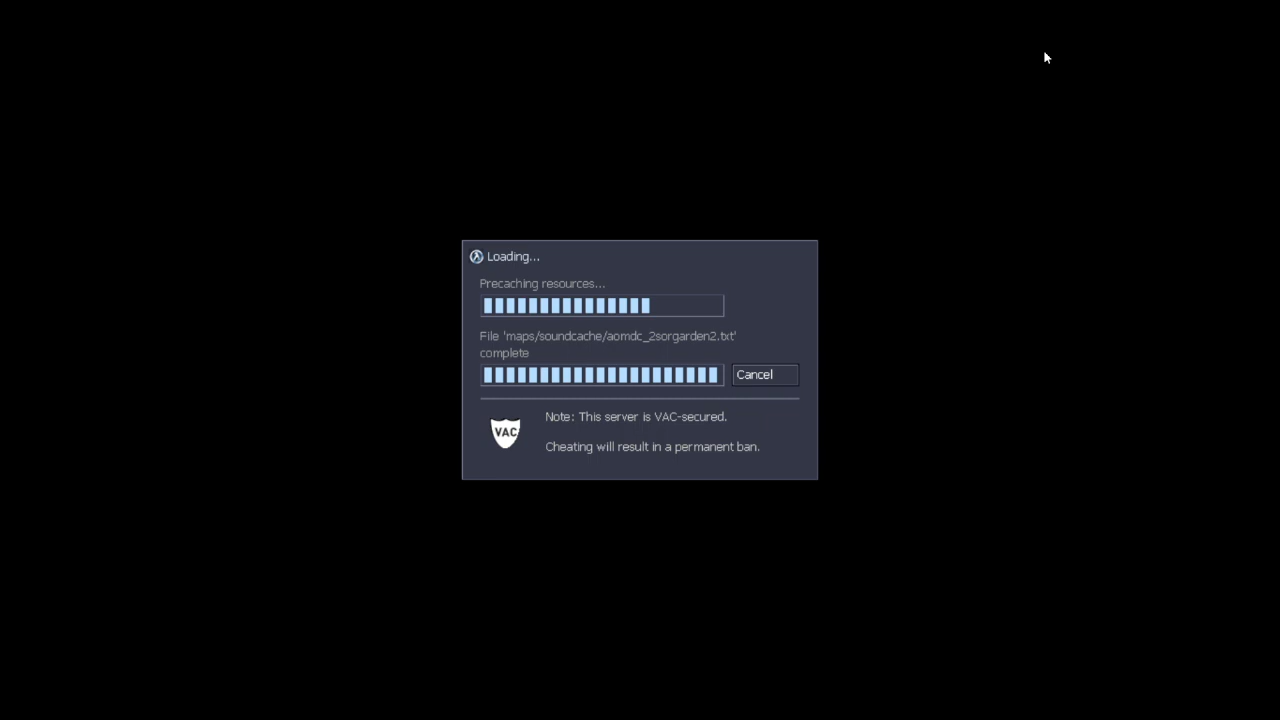 Loading...
Precaching resources...
File 'maps/soundcache/aomdc_2sorgarden2.txt'
complete
Cancel
Note: This server is VAC-secured.
VAC
Cheating will result in a permanent ban.